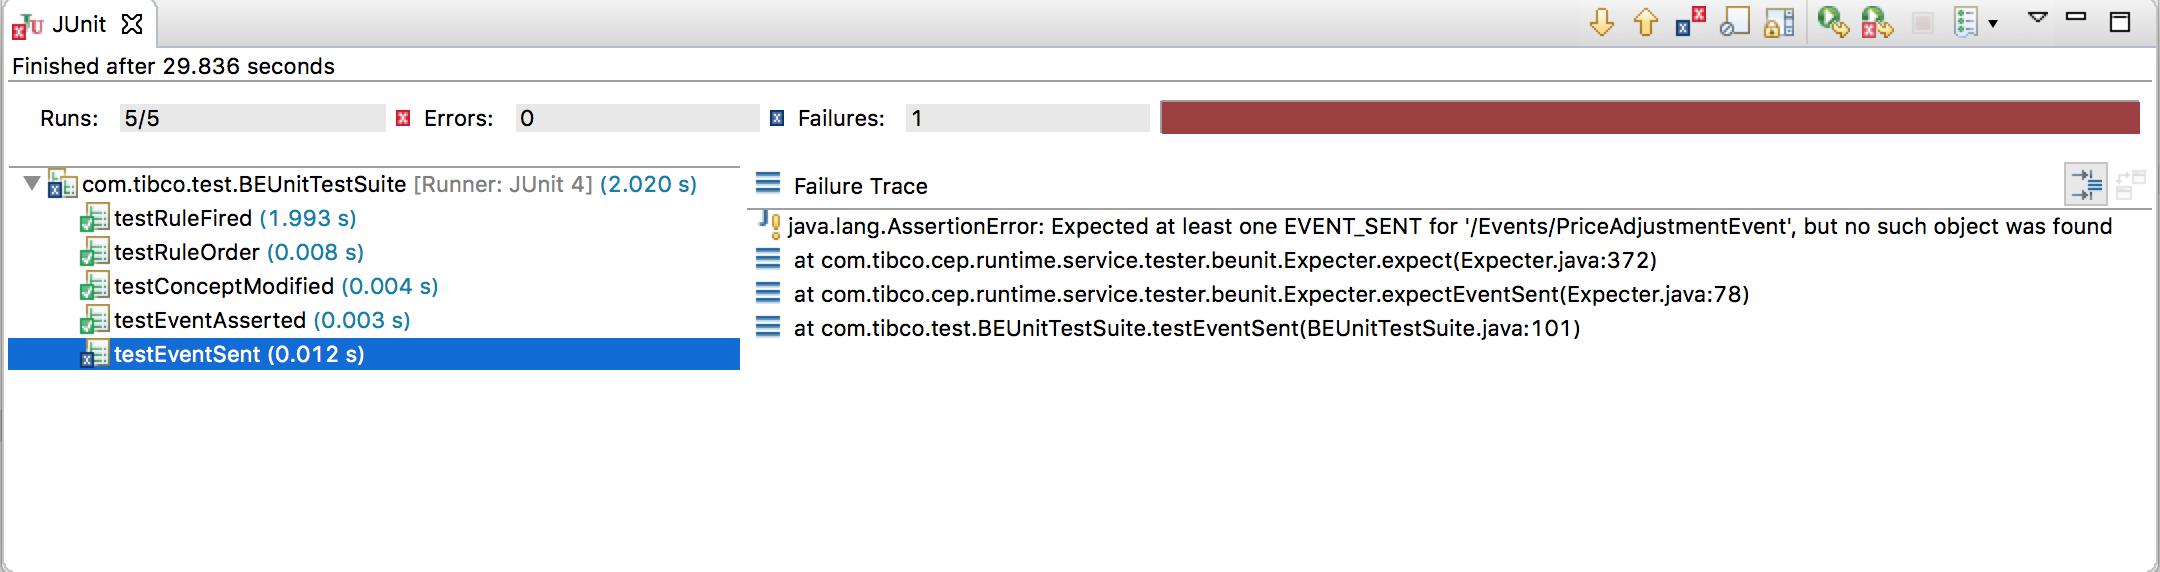 JUnit
Finished after 29.836 seconds
Runs: 5/5 Errors: 0 Failures: 1
com.tibco.test.BEUnitTestSuite [Runner: JUnit 4] (2.020 s)
testRuleFired (1.993 s)
testRuleOrder (0.008 s)
testConceptModified (0.004 s)
testEventAsserted (0.003 s)
testEventSent (0.012 s)
Failure Trace
java.lang.AssertionError: Expected at least one EVENT_SENT for '/Events/PriceAdjustmentEvent', but no such object was found
at com.tibco.cep.runtime.service.tester.beunit.Expecter.expect(Expecter.java:372)
at com.tibco.cep.runtime.service.tester.beunit.Expecter.expectEventSent(Expecter.java:78)
at com.tibco.test.BEUnitTestSuite.testEventSent(BEUnitTestSuite.java:101)